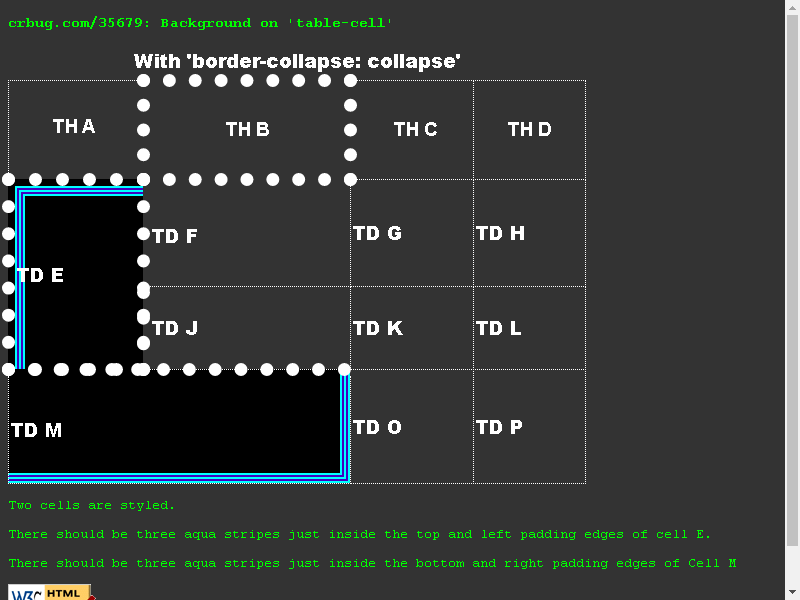 crbug.com/35679: Background on 'table-cell'
With 'border-collapse: collapse'
TH A TH B TH C TH D
TD F TD G TD H
TD E
TD J TD K TD L
TD M TD O TD P
Two cells are styled.
There should be three aqua stripes just inside the top and left padding edges of cell E.
There should be three aqua stripes just inside the bottom and right padding edges of Cell M
W3C HTML